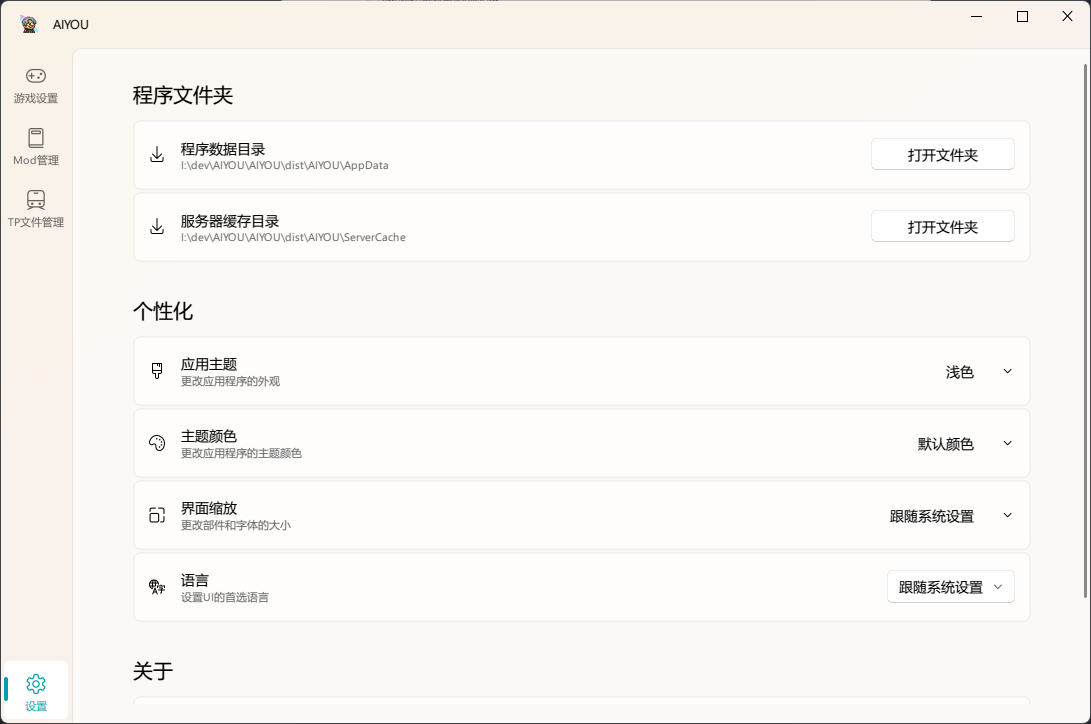 AIYOU
游戏设置
Mod管理
TP文件管理
设置
程序文件夹
程序数据目录
I:\dev\AIYOU\AIYOU\dist\AIYOU\AppData
打开文件夹
服务器缓存目录
I:\dev\AIYOU\AIYOU\dist\AIYOU\ServerCache
打开文件夹
个性化
应用主题
更改应用程序的外观
浅色
主题颜色
更改应用程序的主题颜色
默认颜色
界面缩放
更改部件和字体的大小
跟随系统设置
语言
设置UI的首选语言
跟随系统设置
关于